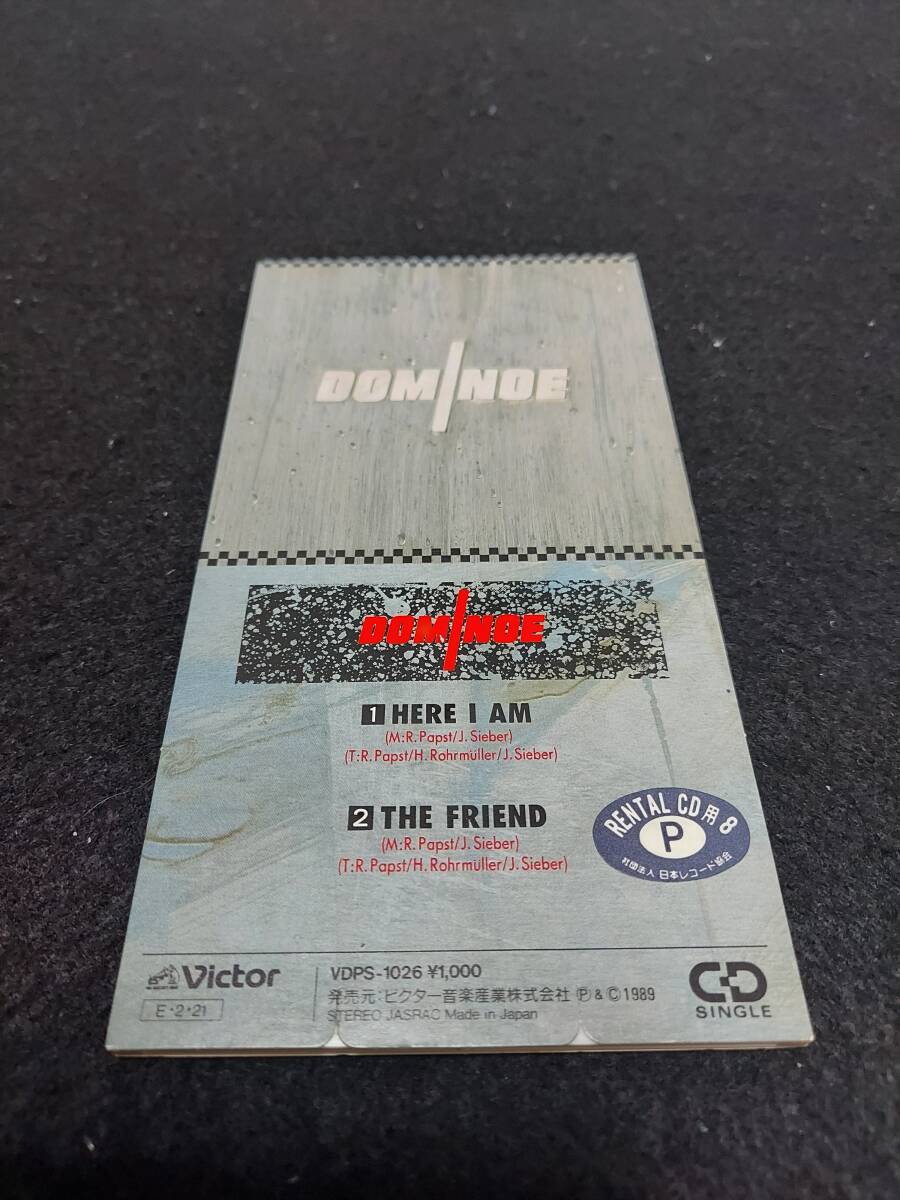 DOMINOE
DOMINOE
1 HERE I AM
(M:R.Papst/J.Sieber)
(T:R.Papst/H.Rohrmüller/J.Sieber)
2 THE FRIEND
(M:R.Papst/J.Sieber)
(T:R.Papst/H.Rohrmüller/J.Sieber)
RENTAL CD用 8
P
社団法人 日本レコード協会
Victor
E・2・21
VDPS-1026 ¥1,000
発売元:ビクター音楽産業株式会社 Ⓟ&Ⓒ1989
STEREO JASRAC Made in Japan
CD
SINGLE